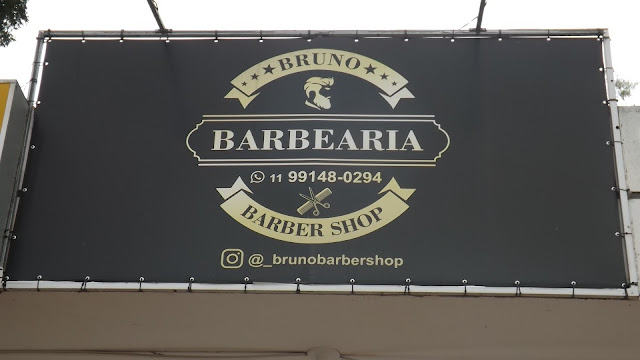 BRUNO
BARBEARIA
11 99148-0294
BARBER SHOP
@_brunobarbershop